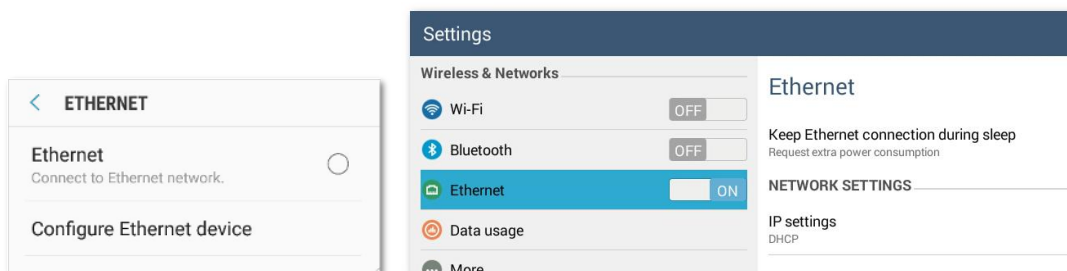 ETHERNET
Ethernet
Connect to Ethernet network.
Configure Ethernet device
Settings
Wireless & Networks
Wi-Fi OFF
Bluetooth OFF
Ethernet ON
Data usage
More
Ethernet
Keep Ethernet connection during sleep
Request extra power consumption
NETWORK SETTINGS
IP settings
DHCP